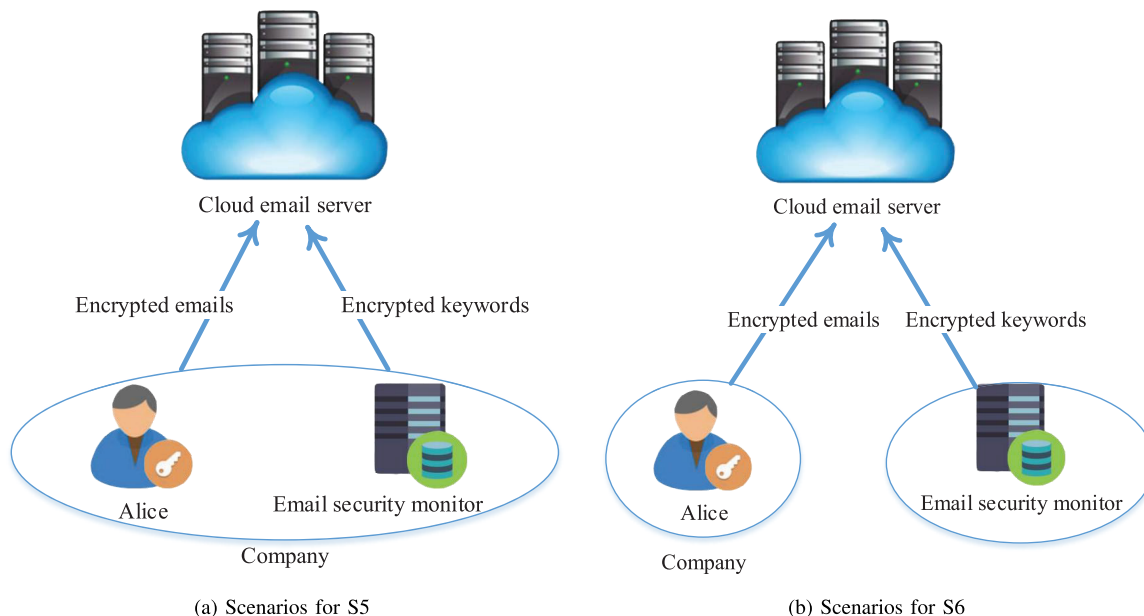 Cloud email server
Encrypted emails
Encrypted keywords
Alice
Email security monitor
Company
(a) Scenarios for S5
Cloud email server
Encrypted emails
Encrypted keywords
Alice
Email security monitor
Company
(b) Scenarios for S6